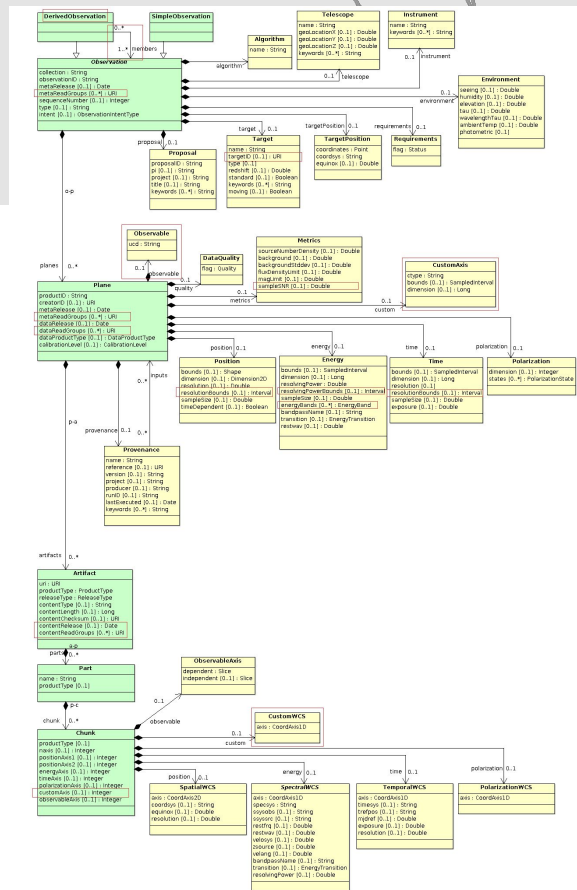 DerivedObservation
SimpleObservation
0..*
1..* members
Observation
collection : String
observationID : String
metaRelease [0..1] : Date
metaReadGroups [0..*] : URI
sequenceNumber [0..1] : Integer
type [0..1] : String
intent [0..1] : ObservationIntentType
Algorithm
name : String
algorithm
Telescope
name : String
geoLocationX [0..1] : Double
geoLocationY [0..1] : Double
geoLocationZ [0..1] : Double
keywords [0..*] : String
0..1 telescope
Instrument
name : String
keywords [0..*] : String
0..1 instrument
Environment
seeing [0..1] : Double
humidity [0..1] : Double
elevation [0..1] : Double
tau [0..1] : Double
wavelengthTau [0..1] : Double
ambientTemp [0..1] : Double
photometric [0..1]
0..1
environment
proposal 0..1
Proposal
proposalID : String
pi [0..1] : String
project [0..1] : String
title [0..1] : String
keywords [0..*] : String
target 0..1
Target
name : String
targetID [0..1] : URI
type [0..1]
redshift [0..1] : Double
standard [0..1] : Boolean
keywords [0..*] : String
moving [0..1] : Boolean
targetPosition 0..1
TargetPosition
coordinates : Point
coordsys : String
equinox [0..1] : Double
requirements 0..1
Requirements
flag : Status
o-p
planes 0..*
Observable
ucd : String
0..1
observable
DataQuality
flag : Quality
0..1
quality
Metrics
sourceNumberDensity [0..1] : Double
background [0..1] : Double
backgroundStddev [0..1] : Double
fluxDensityLimit [0..1] : Double
magLimit [0..1] : Double
sampleSNR [0..1] : Double
0..1
metrics
CustomAxis
ctype : String
bounds [0..1] : SampledInterval
dimension [0..1] : Long
0..1
custom
Plane
productID : String
creatorID [0..1] : URI
metaRelease [0..1] : Date
metaReadGroups [0..*] : URI
dataRelease [0..1] : Date
dataReadGroups [0..*] : URI
dataProductType [0..1] : DataProductType
calibrationLevel [0..1] : CalibrationLevel
position 0..1
Position
bounds [0..1] : Shape
dimension [0..1] : Dimension2D
resolution [0..1] : Double
resolutionBounds [0..1] : Interval
sampleSize [0..1] : Double
timeDependent [0..1] : Boolean
energy 0..1
Energy
bounds [0..1] : SampledInterval
dimension [0..1] : Long
resolvingPower [0..1] : Double
resolvingPowerBounds [0..1] : Interval
sampleSize [0..1] : Double
energyBands [0..*] : EnergyBand
bandpassName [0..1] : String
transition [0..1] : EnergyTransition
restwav [0..1] : Double
time 0..1
Time
bounds [0..1] : SampledInterval
dimension [0..1] : Long
resolution [0..1]
resolutionBounds [0..1] : Interval
sampleSize [0..1] : Double
exposure [0..1] : Double
polarization 0..1
Polarization
dimension [0..1] : Integer
states [0..*] : PolarizationState
inputs
0..*
provenance 0..1
Provenance
name : String
reference [0..1] : URI
version [0..1] : String
project [0..1] : String
producer [0..1] : String
runID [0..1] : String
lastExecuted [0..1] : Date
keywords [0..*] : String
p-a
artifacts 0..*
Artifact
uri : URI
productType : ProductType
releaseType : ReleaseType
contentType [0..1] : String
contentLength [0..1] : Long
contentChecksum [0..1] : URI
contentRelease [0..1] : Date
contentReadGroups [0..*] : URI
a-p
parts 0..*
Part
name : String
productType [0..1]
p-c
chunk 0..*
ObservableAxis
dependent : Slice
independent [0..1] : Slice
0..1
observable
CustomWCS
axis : CoordAxis1D
0..1
custom
Chunk
productType [0..1]
naxis [0..1] : Integer
positionAxis1 [0..1] : Integer
positionAxis2 [0..1] : Integer
energyAxis [0..1] : Integer
timeAxis [0..1] : Integer
polarizationAxis [0..1] : Integer
customAxis [0..1] : Integer
observableAxis [0..1] : Integer
position 0..1
SpatialWCS
axis : CoordAxis2D
coordsys [0..1] : String
equinox [0..1] : Double
resolution [0..1] : Double
energy 0..1
SpectralWCS
axis : CoordAxis1D
specsys : String
ssysobs [0..1] : String
ssyssrc [0..1] : String
restfrq [0..1] : Double
restwav [0..1] : Double
velosys [0..1] : Double
zsource [0..1] : Double
velang [0..1] : Double
bandpassName [0..1] : String
transition [0..1] : EnergyTransition
resolvingPower [0..1] : Double
time 0..1
TemporalWCS
axis : CoordAxis1D
timesys [0..1] : String
trefpos [0..1] : String
mjdref [0..1] : Double
exposure [0..1] : Double
resolution [0..1] : Double
polarization 0..1
PolarizationWCS
axis : CoordAxis1D